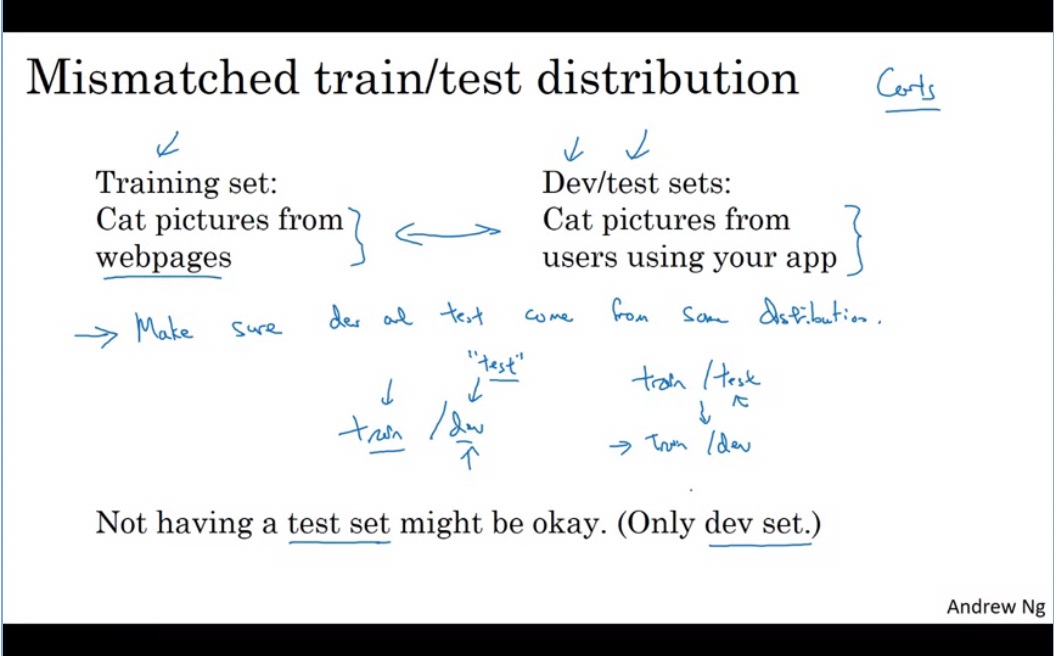 Mismatched train/test distribution
Cats
Training set:
Cat pictures from
webpages
Dev/test sets:
Cat pictures from
users using your app
→ Make sure dev and test come from same distribution.
"test"
train / dev
train / test
→ train / dev
Not having a test set might be okay. (Only dev set.)
Andrew Ng